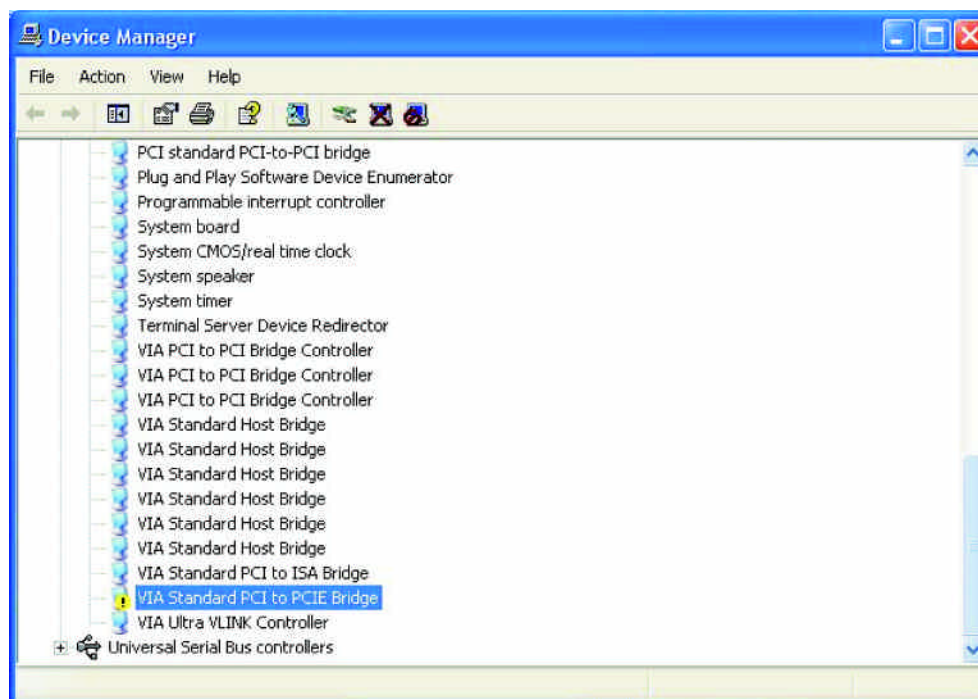 Device Manager
File Action View Help
PCI standard PCI-to-PCI bridge
Plug and Play Software Device Enumerator
Programmable interrupt controller
System board
System CMOS/real time clock
System speaker
System timer
Terminal Server Device Redirector
VIA PCI to PCI Bridge Controller
VIA PCI to PCI Bridge Controller
VIA PCI to PCI Bridge Controller
VIA Standard Host Bridge
VIA Standard Host Bridge
VIA Standard Host Bridge
VIA Standard Host Bridge
VIA Standard Host Bridge
VIA Standard Host Bridge
VIA Standard PCI to ISA Bridge
VIA Standard PCI to PCIE Bridge
VIA Ultra VLINK Controller
Universal Serial Bus controllers